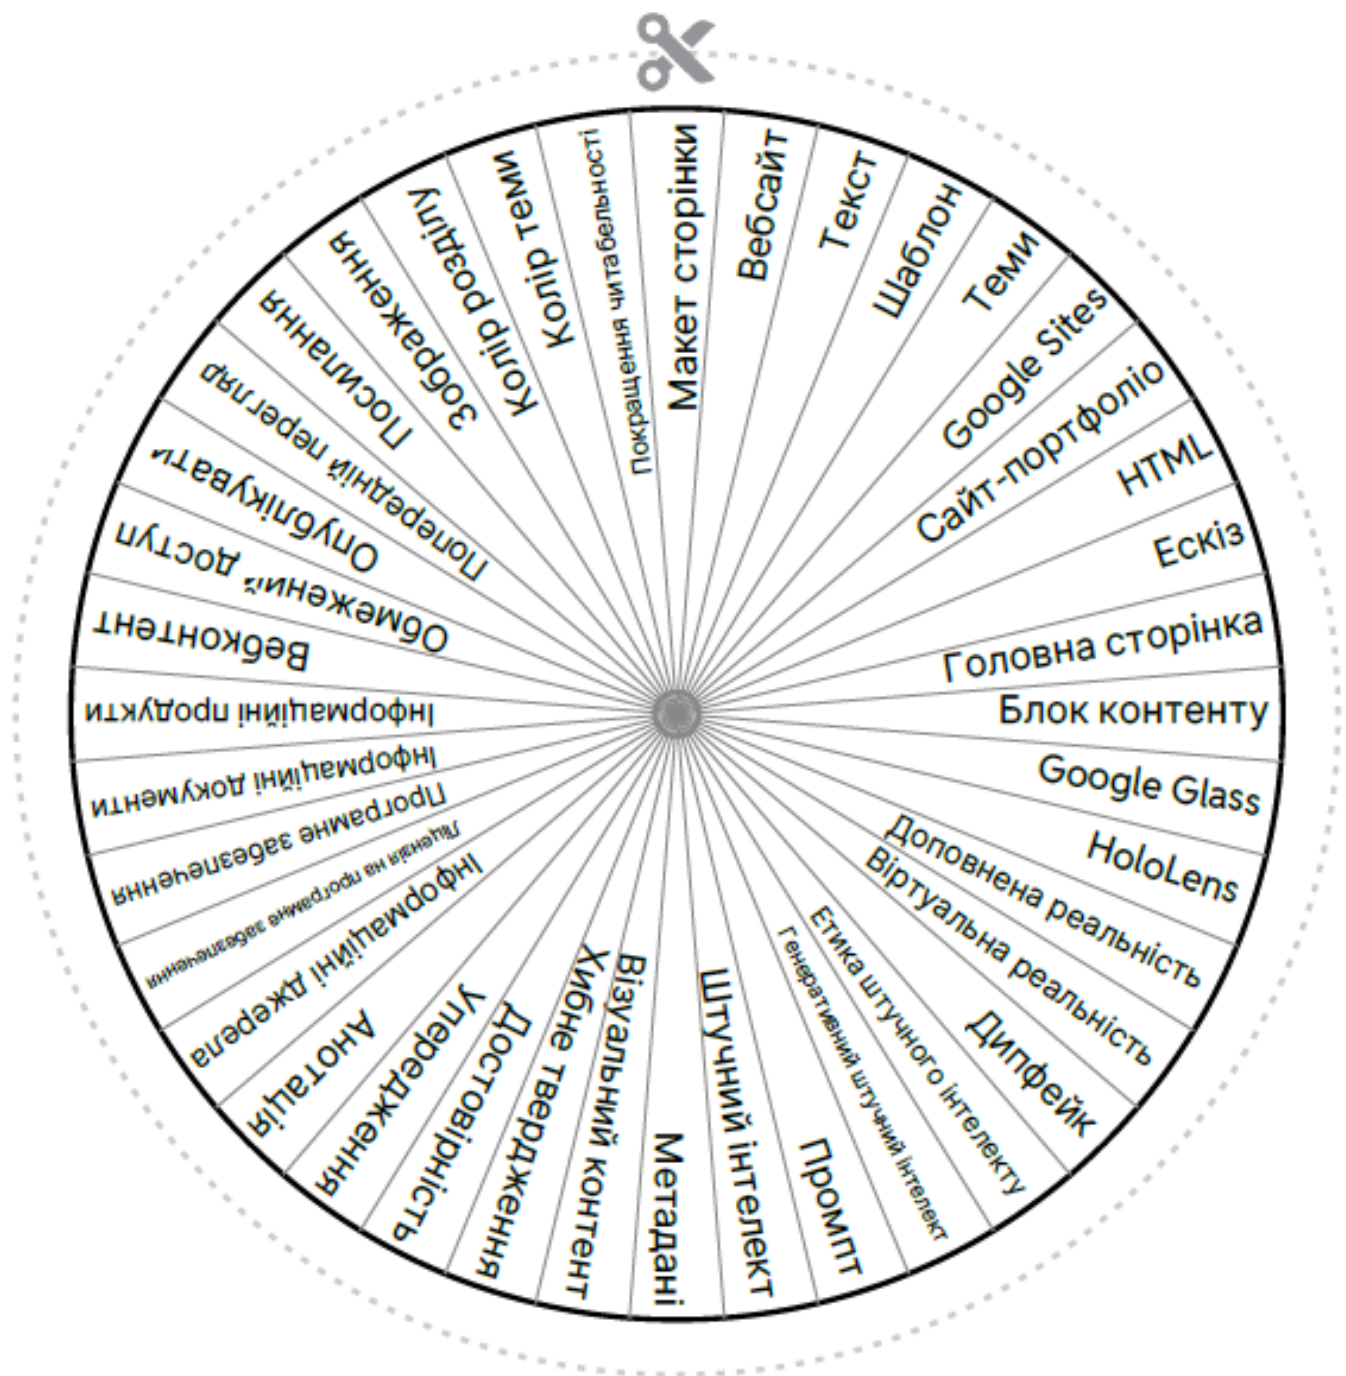 Макет сторінки
Вебсайт
Текст
Шаблон
Теми
Google Sites
Сайт-портфоліо
HTML
Ескіз
Головна сторінка
Блок контенту
Google Glass
HoloLens
Доповнена реальність
Віртуальна реальність
Дипфейк
Етика штучного інтелекту
Генеративний штучний інтелект
Промпт
Штучний інтелект
Метадані
Візуальний контент
Хибне твердження
Достовірність
Упередження
Анотація
Інформаційні джерела
Ліцензія на програмне забезпечення
Програмне забезпечення
Інформаційні документи
Інформаційні продукти
Вебконтент
Обмежений доступ
Опублікувати
Попередній перегляд
Посилання
Зображення
Колір розділу
Колір теми
Покращення читабельності